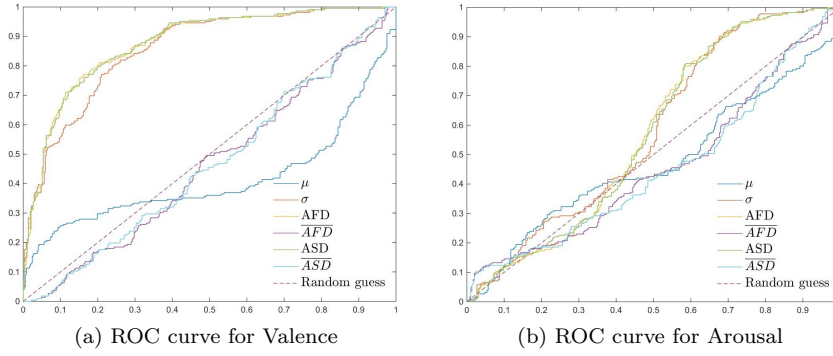 1
0.9
0.8
0.7
0.6
0.5
0.4
0.3
0.2
0.1
0
0 0.1 0.2 0.3 0.4 0.5 0.6 0.7 0.8 0.9 1
μ
σ
AFD
A̅F̅D̅
ASD
A̅S̅D̅
Random guess
(a) ROC curve for Valence
1
0.9
0.8
0.7
0.6
0.5
0.4
0.3
0.2
0.1
0
0 0.1 0.2 0.3 0.4 0.5 0.6 0.7 0.8 0.9
μ
σ
AFD
A̅F̅D̅
ASD
A̅S̅D̅
Random guess
(b) ROC curve for Arousal